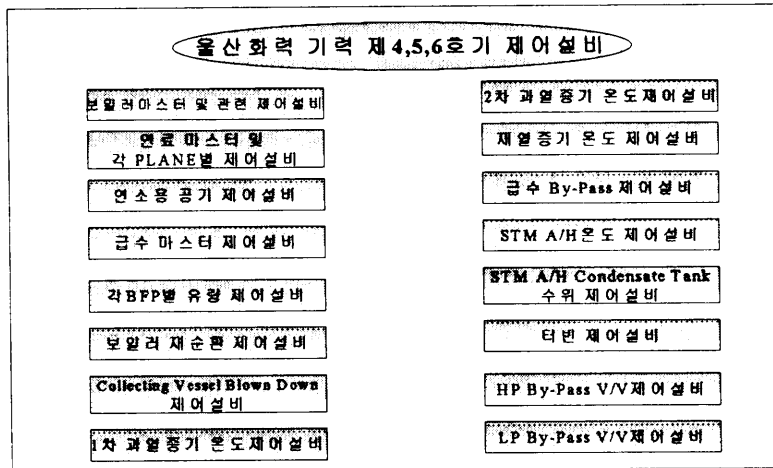 울산화력 기력 제4,5,6호기 제어설비
보일러마스터 및 관련 제어설비
연료 마스터 및
각 PLANE별 제어설비
연소용 공기 제어설비
급수 마스터 제어설비
각BFP별 유량 제어설비
보일러 재순환 제어설비
Collecting Vessel Blown Down
제어설비
1차 과열증기 온도제어설비
2차 과열증기 온도제어설비
재열증기 온도 제어설비
급수 By-Pass 제어설비
STM A/H온도 제어설비
STM A/H Condensate Tank
수위 제어설비
터빈 제어설비
HP By-Pass V/V제어설비
LP By-Pass V/V제어설비